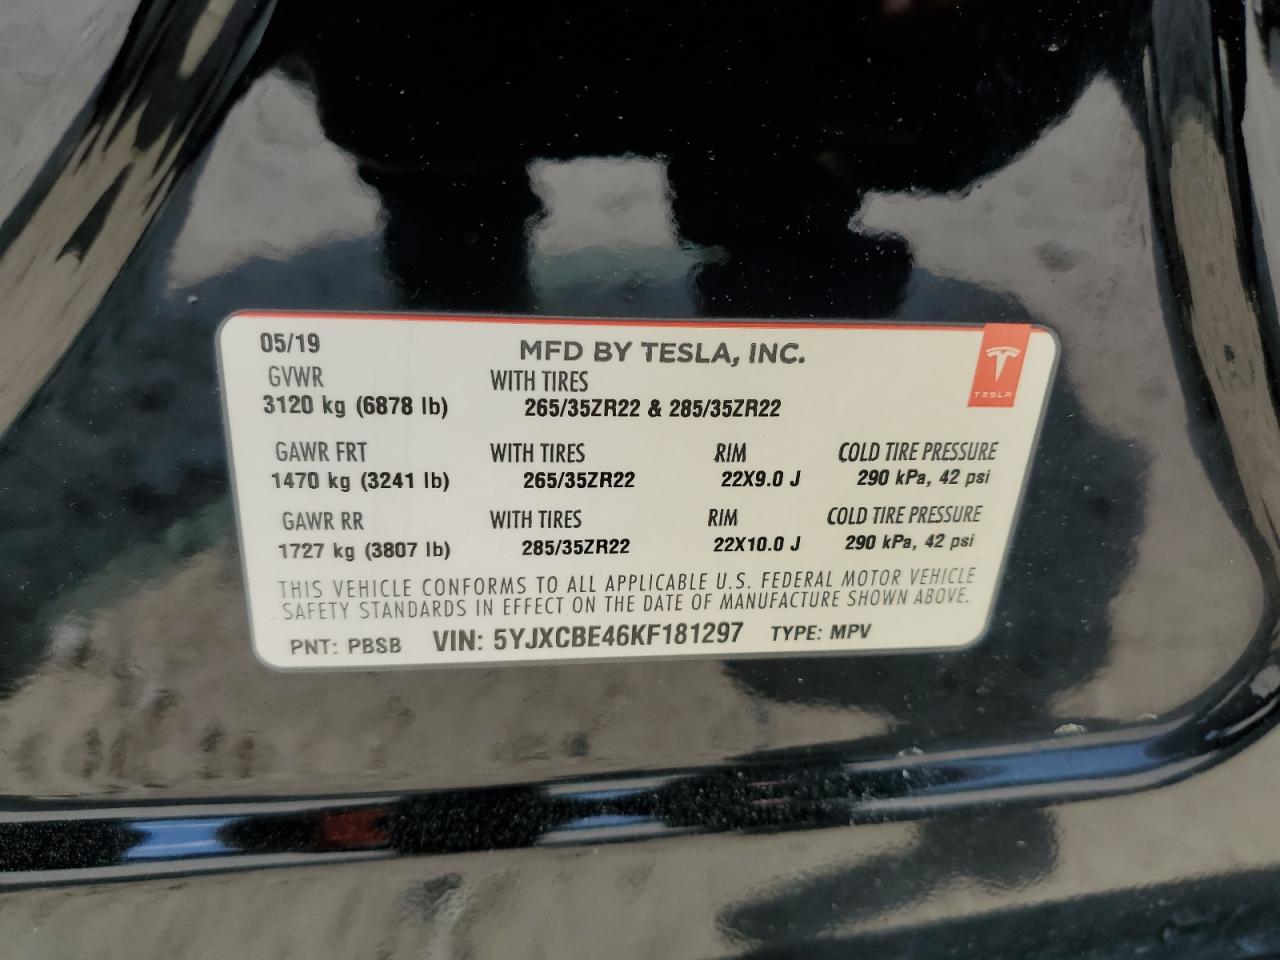 05/19 MFD BY TESLA, INC.
TESLA
GVWR WITH TIRES
3120 kg (6878 lb) 265/35ZR22 & 285/35ZR22
GAWR FRT WITH TIRES RIM COLD TIRE PRESSURE
1470 kg (3241 lb) 265/35ZR22 22X9.0 J 290 kPa, 42 psi
GAWR RR WITH TIRES RIM COLD TIRE PRESSURE
1727 kg (3807 lb) 285/35ZR22 22X10.0 J 290 kPa, 42 psi
THIS VEHICLE CONFORMS TO ALL APPLICABLE U.S. FEDERAL MOTOR VEHICLE
SAFETY STANDARDS IN EFFECT ON THE DATE OF MANUFACTURE SHOWN ABOVE.
PNT: PBSB VIN: 5YJXCBE46KF181297 TYPE: MPV